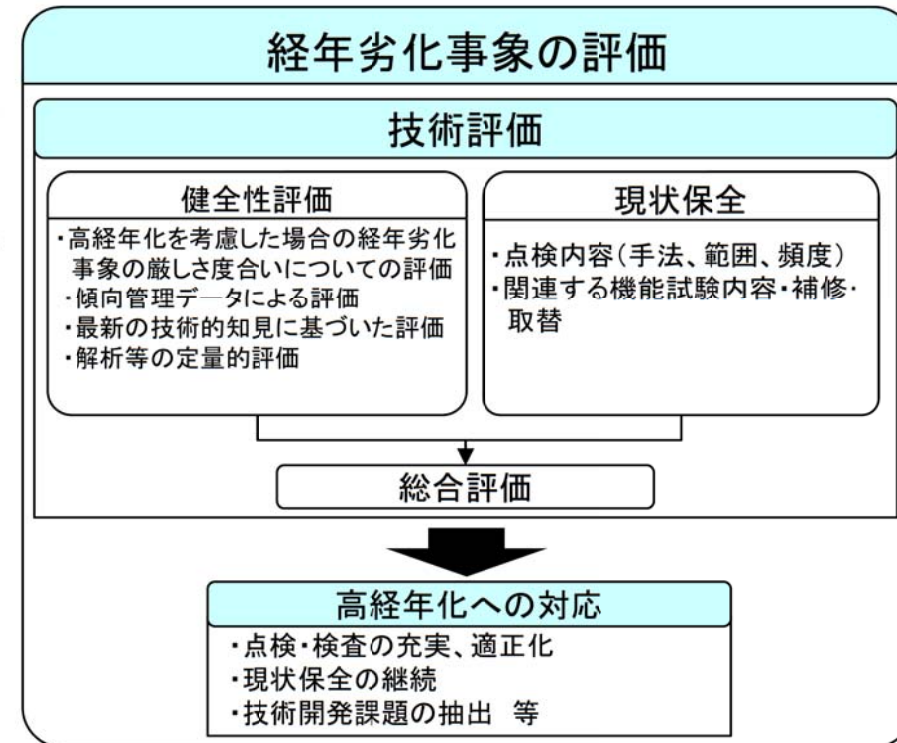 経年劣化事象の評価
技術評価
健全性評価
・高経年化を考慮した場合の経年劣化
事象の厳しさ度合いについての評価
・傾向管理データによる評価
・最新の技術的知見に基づいた評価
・解析等の定量的評価
現状保全
・点検内容(手法、範囲、頻度)
・関連する機能試験内容・補修・
取替
総合評価
高経年化への対応
・点検・検査の充実、適正化
・現状保全の継続
・技術開発課題の抽出 等